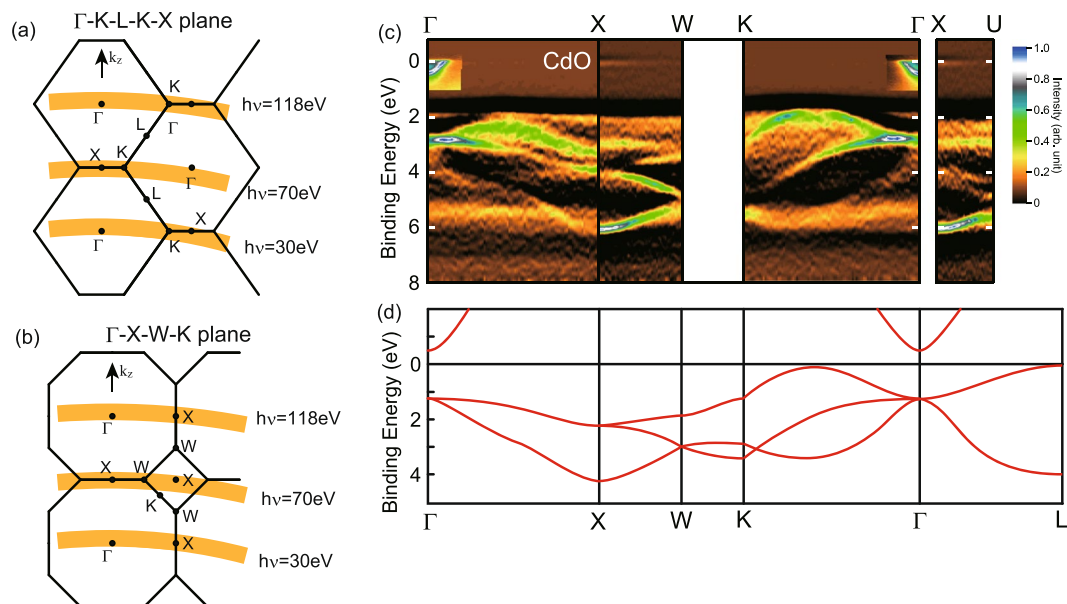 (a)
Γ-K-L-K-X plane
kz
K
Γ
Γ
hν=118eV
L
X
K
Γ
hν=70eV
L
X
Γ
K
hν=30eV
(b)
Γ-X-W-K plane
kz
Γ
X
hν=118eV
W
X
W
X
hν=70eV
K
W
Γ
X
hν=30eV
(c)
Γ X W K Γ X U
CdO
Binding Energy (eV)
0
2
4
6
8
1.0
0.8
0.6
0.4
0.2
0
Intensity (arb, unit)
(d)
Binding Energy (eV)
0
2
4
Γ X W K Γ L